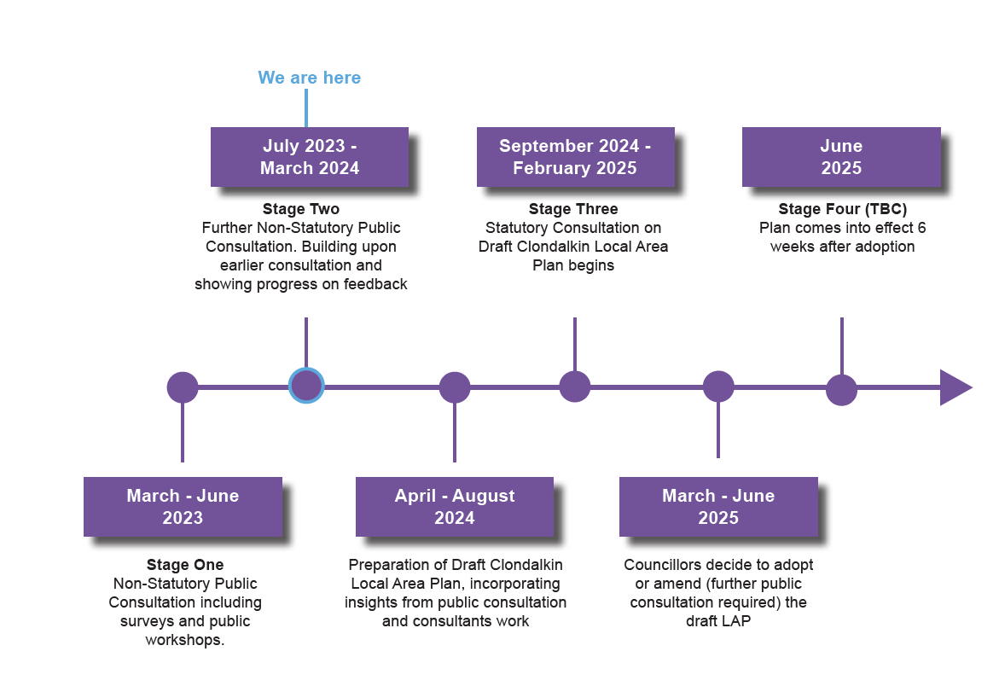 We are here
July 2023 -
March 2024
Stage Two
Further Non-Statutory Public
Consultation. Building upon
earlier consultation and
showing progress on feedback
September 2024 -
February 2025
Stage Three
Statutory Consultation on
Draft Clondalkin Local Area
Plan begins
June
2025
Stage Four (TBC)
Plan comes into effect 6
weeks after adoption
March - June
2023
Stage One
Non-Statutory Public
Consultation including
surveys and public
workshops.
April - August
2024
Preparation of Draft Clondalkin
Local Area Plan, incorporating
insights from public consultation
and consultants work
March - June
2025
Councillors decide to adopt
or amend (further public
consultation required) the
draft LAP